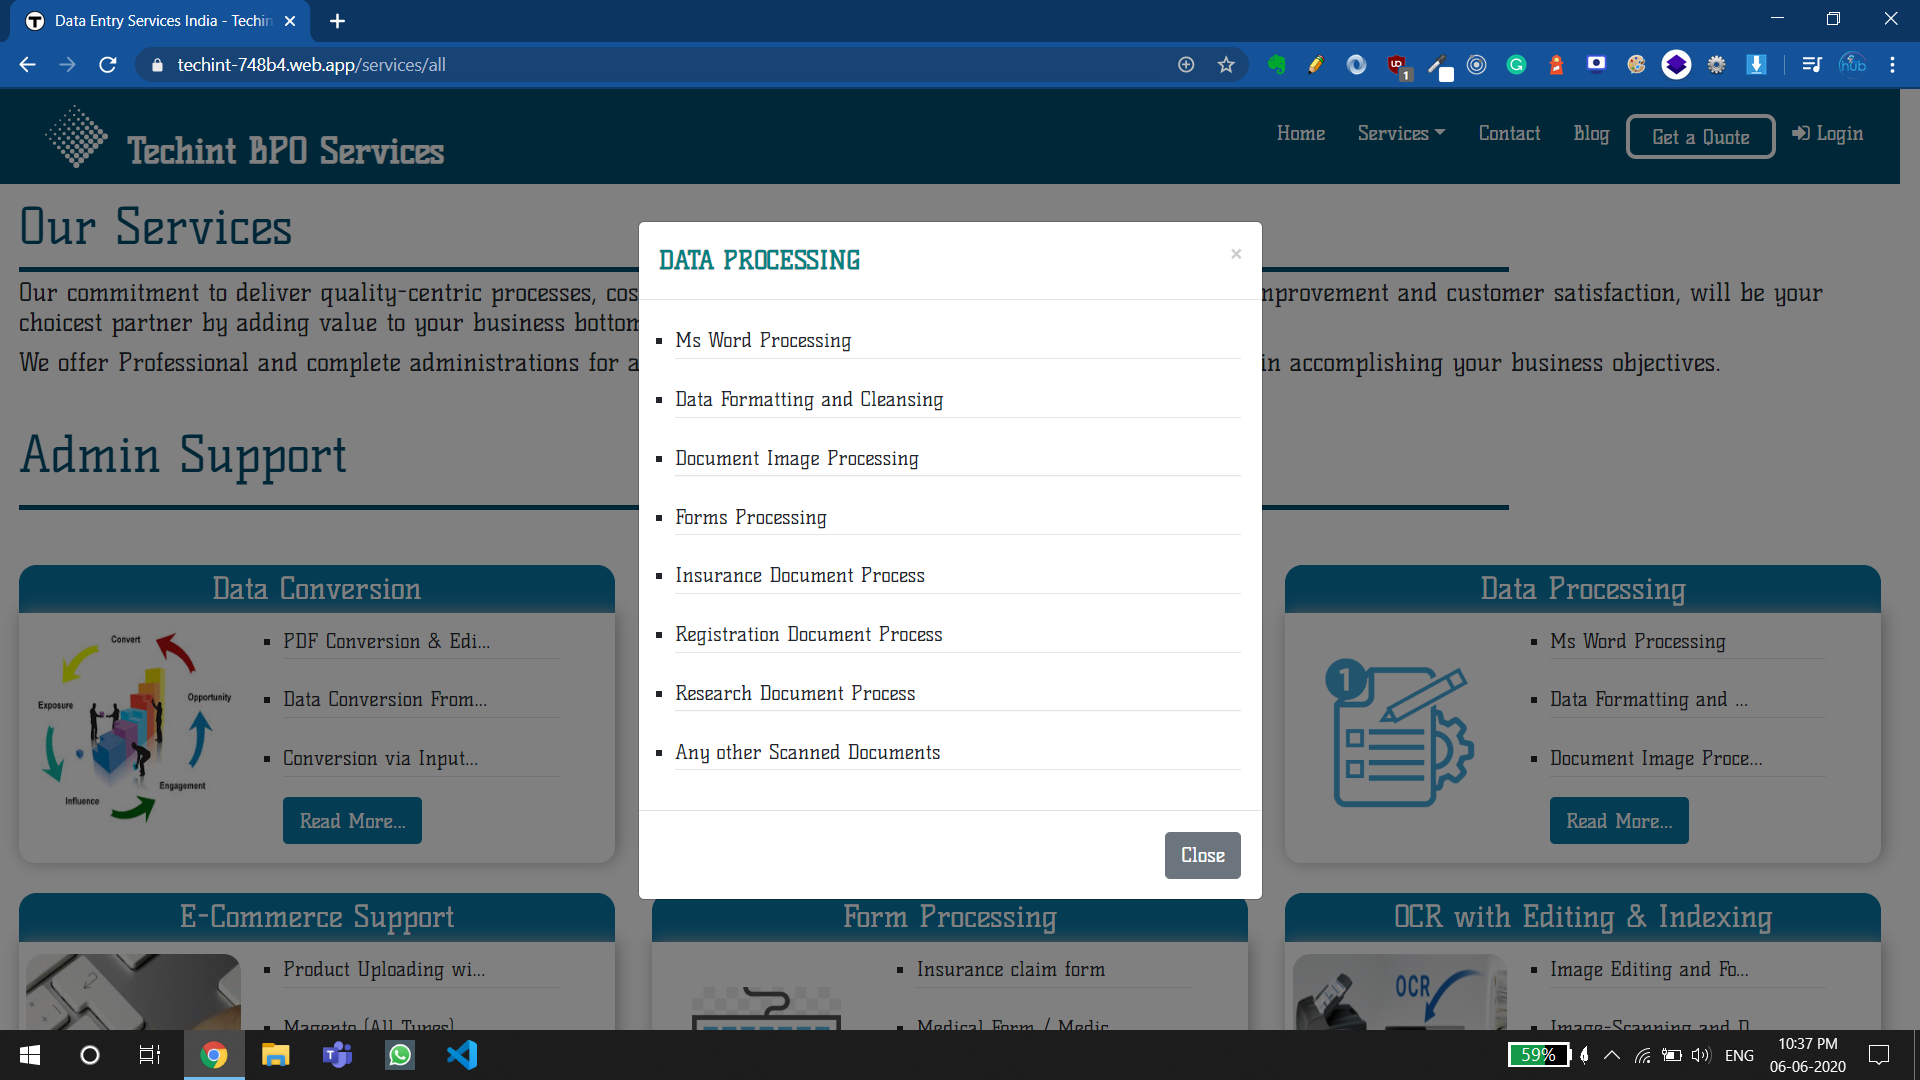 Data Entry Services India - Techin
techint-748b4.web.app/services/all
1
hub
Techint BPO Services
Home
Services
Contact
Blog
Get a Quote
Login
Our Services
Our commitment to deliver quality-centric processes, cos
mprovement and customer satisfaction, will be your
choicest partner by adding value to your business bottom
We offer Professional and complete administrations for a
in accomplishing your business objectives.
Admin Support
DATA PROCESSING
×
Ms Word Processing
Data Formatting and Cleansing
Document Image Processing
Forms Processing
Insurance Document Process
Registration Document Process
Research Document Process
Any other Scanned Documents
Close
Data Conversion
Convert
Opportunity
Exposure
Engagement
Influence
PDF Conversion & Edi...
Data Conversion From...
Conversion via Input...
Read More...
Data Processing
1
Ms Word Processing
Data Formatting and ...
Document Image Proce...
Read More...
E-Commerce Support
Product Uploading wi...
Magento (All Types)
Form Processing
Insurance claim form
Medical Form / Medic
OCR with Editing & Indexing
OCR
Image Editing and Fo...
Image-Scanning and D
59%
ENG
10:37 PM
06-06-2020